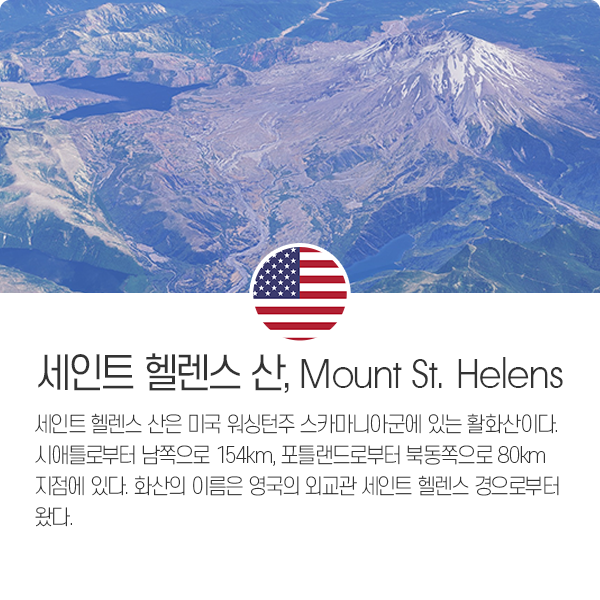 세인트 헬렌스 산, Mount St. Helens
세인트 헬렌스 산은 미국 워싱턴주 스카마니아군에 있는 활화산이다.
시애틀로부터 남쪽으로 154km, 포틀랜드로부터 북동쪽으로 80km
지점에 있다. 화산의 이름은 영국의 외교관 세인트 헬렌스 경으로부터
왔다.